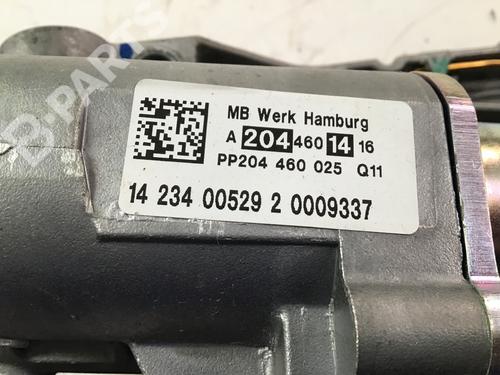 B-PARTS
MB Werk Hamburg
A 204 460 14 16
PP204 460 025 Q11
14 234 00529 2 0009337